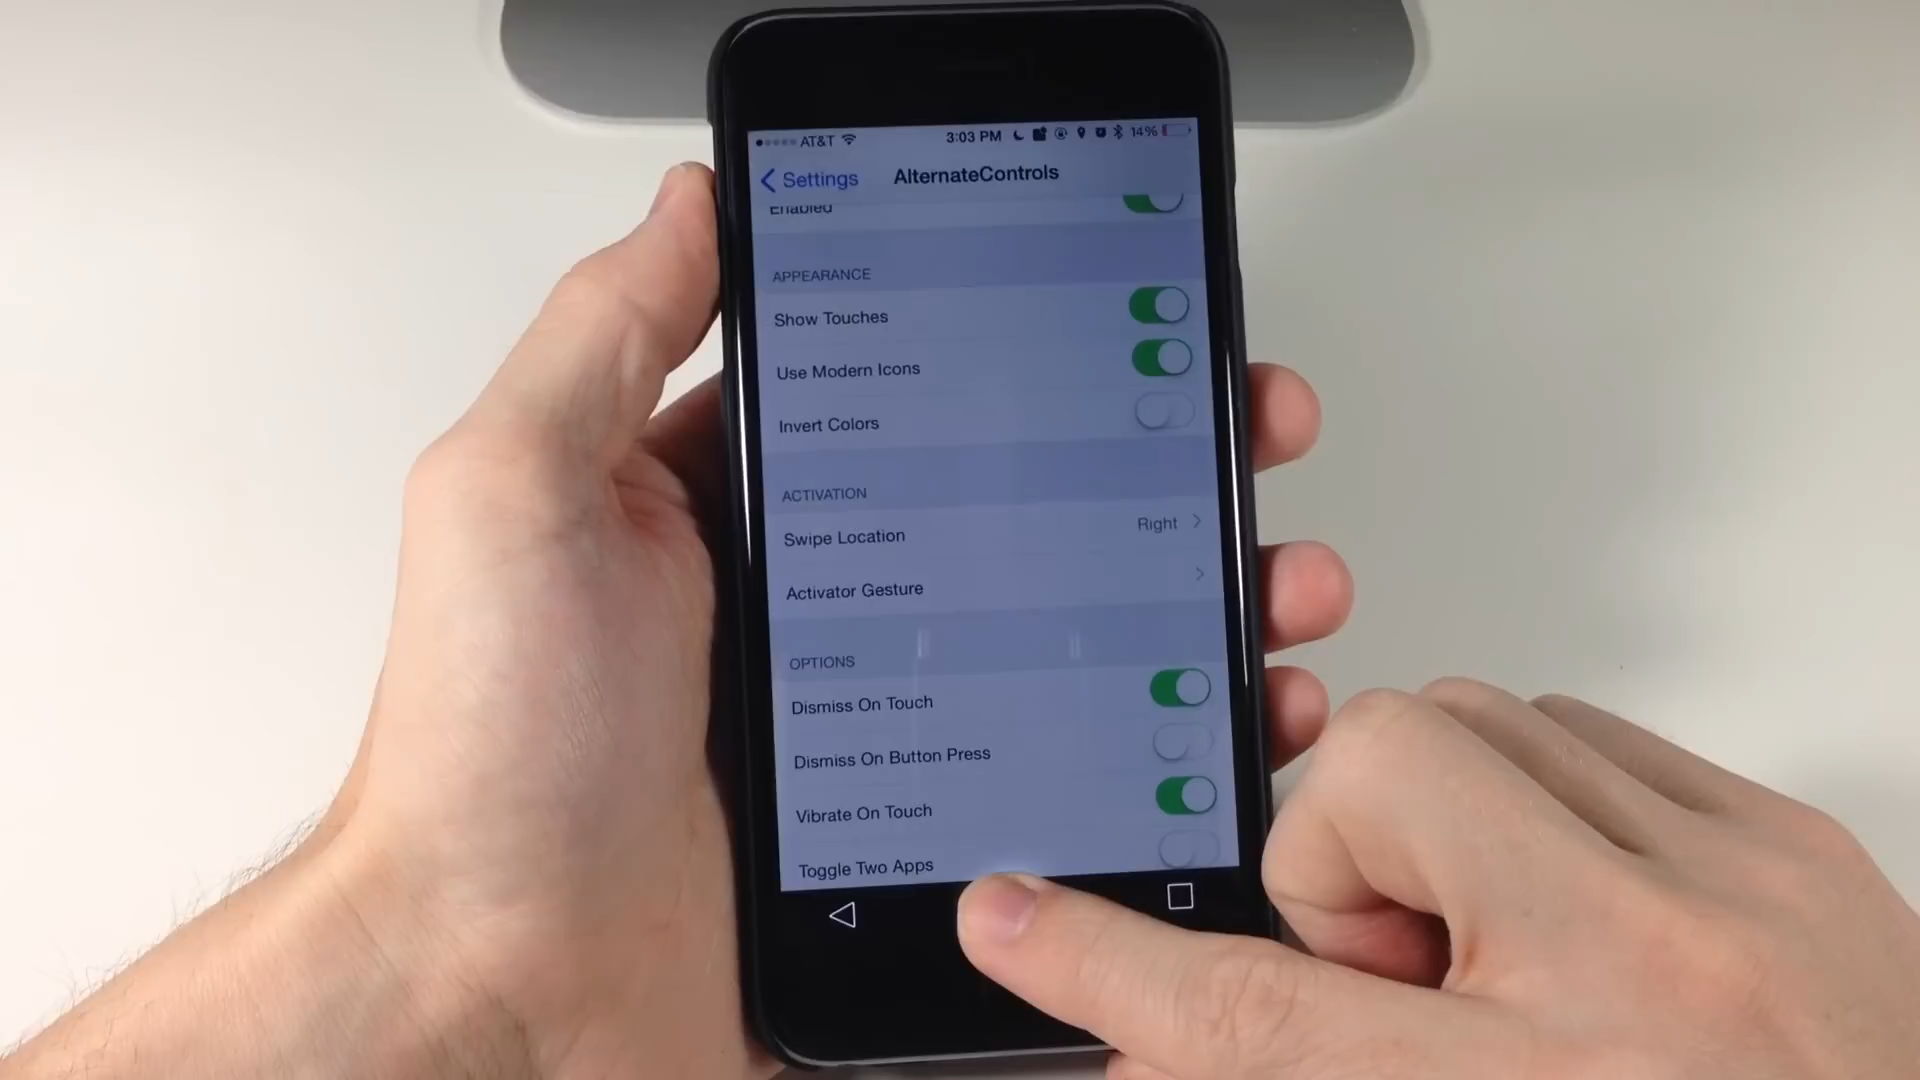 AT&T 3:03 PM 14%
Settings AlternateControls
Enabled
APPEARANCE
Show Touches
Use Modern Icons
Invert Colors
ACTIVATION
Swipe Location Right
Activator Gesture
OPTIONS
Dismiss On Touch
Dismiss On Button Press
Vibrate On Touch
Toggle Two Apps